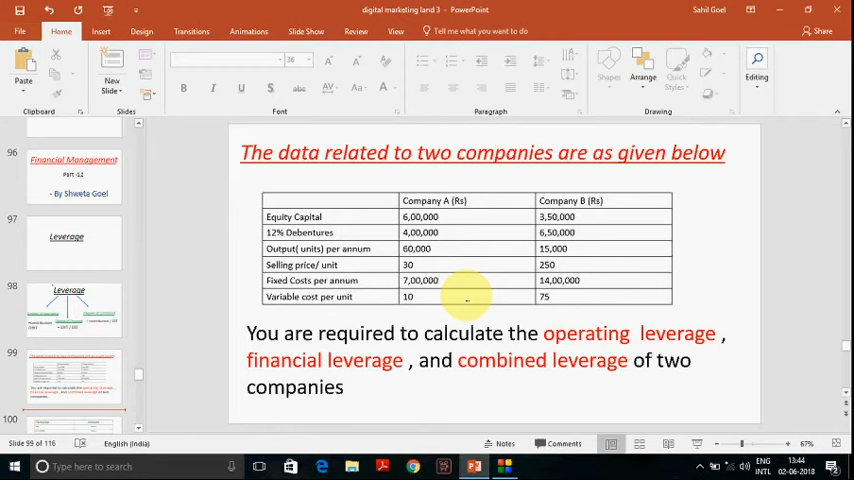 digital marketing land 3 - PowerPoint
Sahil Goel
File Home Insert Design Transitions Animations Slide Show Review View Tell me what you want to do Share
Paste
New
Slide
36
B I U S abc AV Aa A
Shapes Arrange Quick
Styles
Editing
Clipboard Slides Font Paragraph Drawing
96
Financial Management
Part -12
- By Shweta Goel
97
Leverage
98
Leverage
99
100
The data related to two companies are as given below
Company A (Rs) Company B (Rs)
Equity Capital 6,00,000 3,50,000
12% Debentures 4,00,000 6,50,000
Output( units) per annum 60,000 15,000
Selling price/ unit 30 250
Fixed Costs per annum 7,00,000 14,00,000
Variable cost per unit 10 75
You are required to calculate the operating leverage ,
financial leverage , and combined leverage of two
companies
Slide 99 of 116 English (India) Notes Comments 67%
Type here to search
ENG 13:44
INTL 02-06-2018